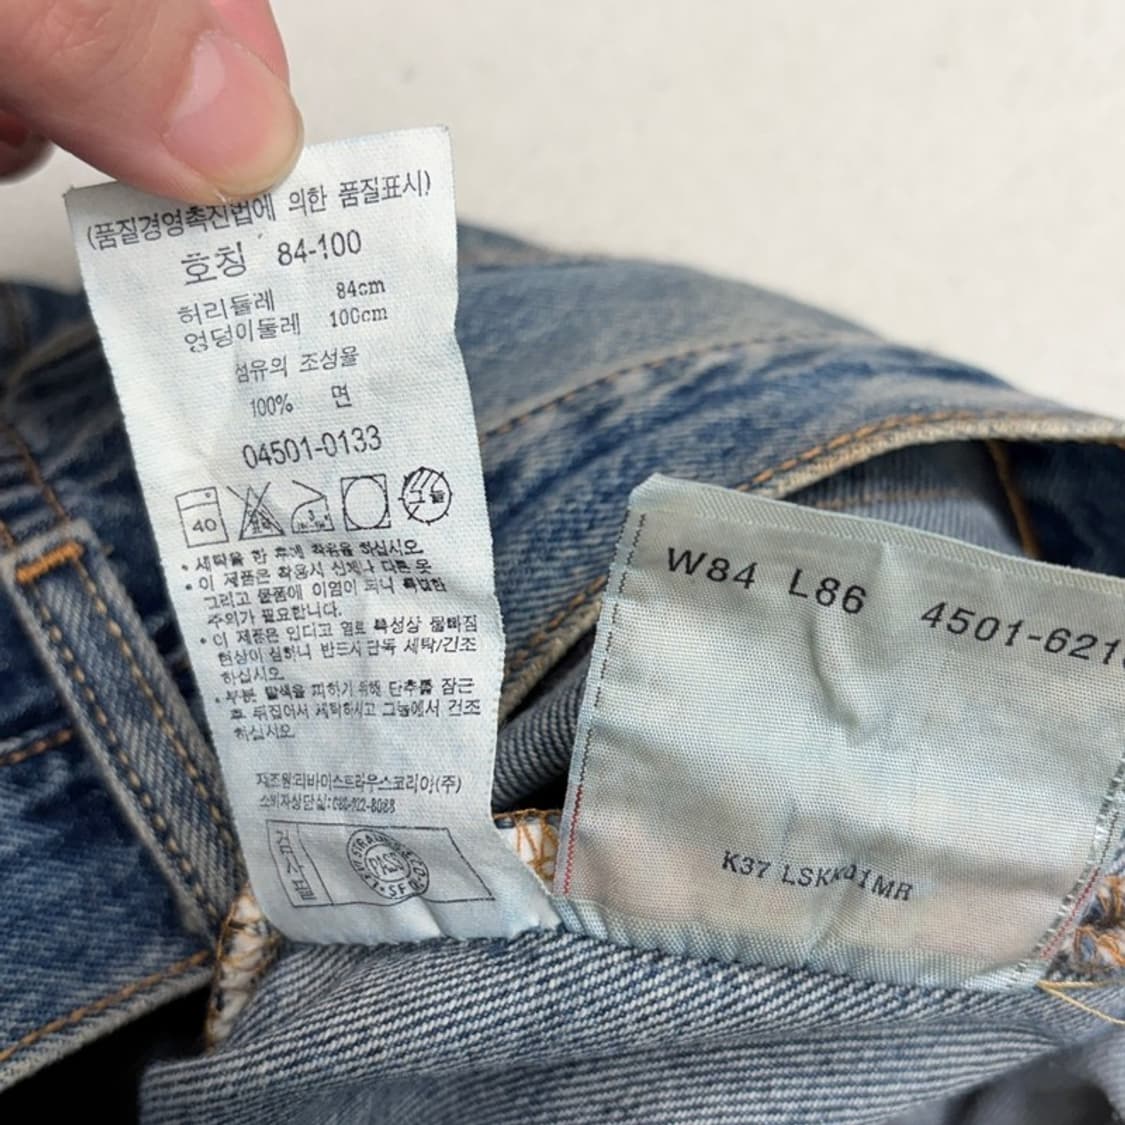 (품질경영촉진법에 의한 품질표시)
호칭 84-100
허리둘레 84cm
엉덩이둘레 100cm
섬유의 조성율
100% 면
04501-0133
40
그늘
• 세탁을 한 후에 착용을 하십시오.
• 이 제품은 착용시 신체나 다른 옷
그리고 물품에 이염이 되니 특별한
주의가 필요합니다.
• 이 제품은 인디고 염료 특성상 물빠짐
현상이 심하니 반드시 단독 세탁/건조
하십시오.
• 부분 탈색을 피하기 위해 단추를 잠근
후 뒤집어서 세탁하시고 그늘에서 건조
하십시오.
제조원:리바이스트라우스코리아(주)
소비자상담실:
검사필
PASS
W84 L86 4501-621
K37 LSKK01MR